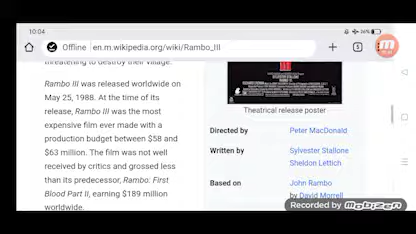 10:04
26%
Offline en.m.wikipedia.org/wiki/Rambo_III
5
threatening to destroy their village.
Rambo III was released worldwide on
May 25, 1988. At the time of its
release, Rambo III was the most
expensive film ever made with a
production budget between $58 and
$63 million. The film was not well
received by critics and grossed less
than its predecessor, Rambo: First
Blood Part II, earning $189 million
worldwide.
Theatrical release poster
Directed by Peter MacDonald
Written by Sylvester Stallone
Sheldon Lettich
Based on John Rambo
by David Morrell
Recorded by mobizen